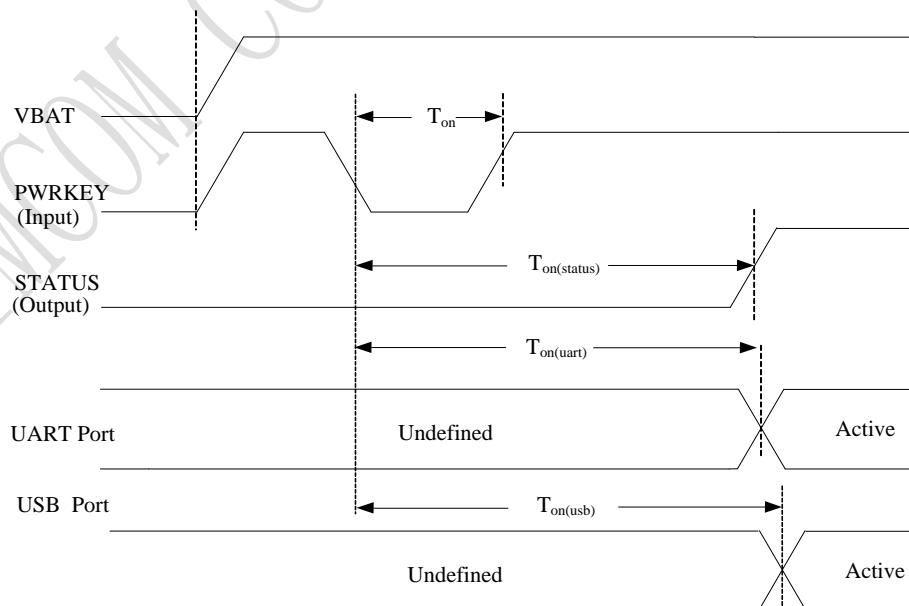 VBAT
Ton
PWRKEY
(Input)
Ton(status)
STATUS
(Output)
Ton(uart)
UART Port
Undefined
Active
USB Port
Ton(usb)
Undefined
Active